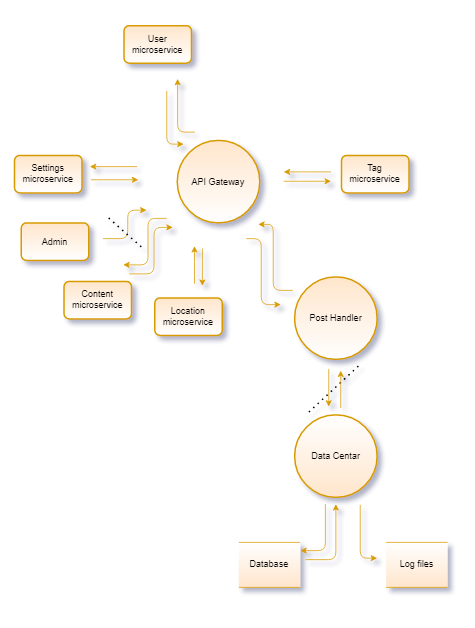 User
microservice
Settings
microservice
API Gateway
Tag
microservice
Admin
Content
microservice
Location
microservice
Post Handler
Data Centar
Database
Log files